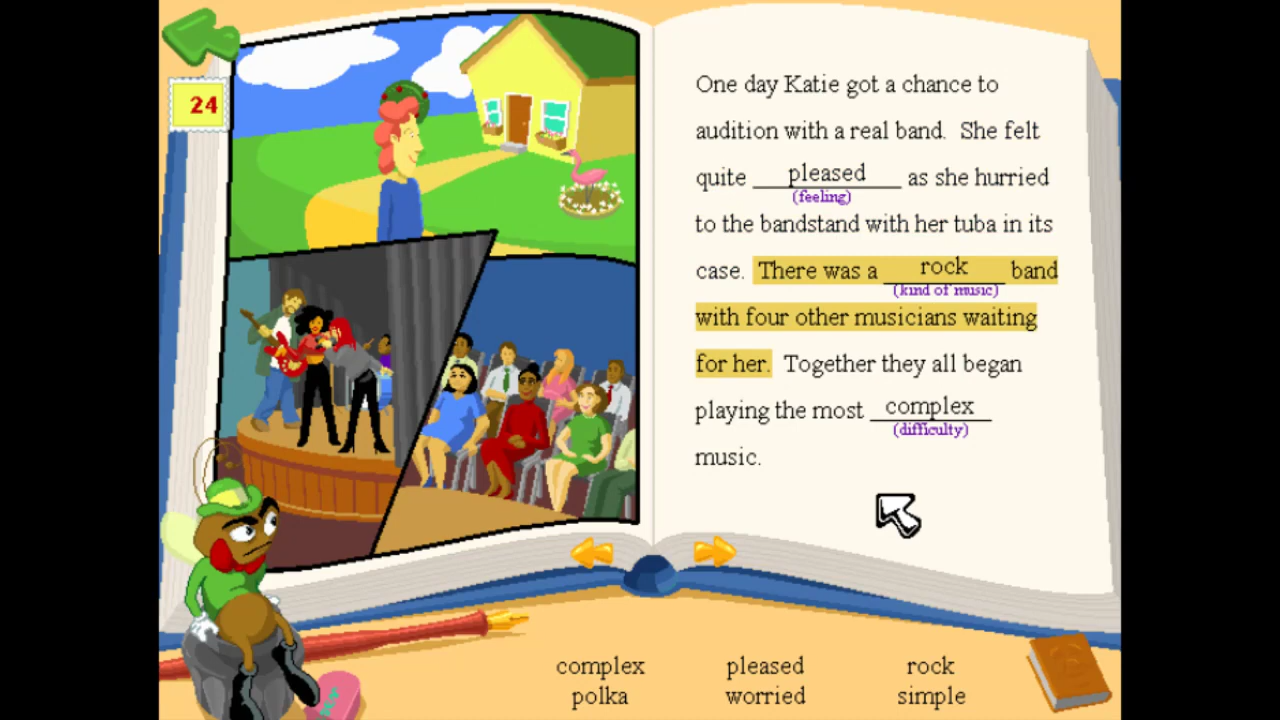 24
One day Katie got a chance to
audition with a real band. She felt
quite pleased as she hurried
(feeling)
to the bandstand with her tuba in its
case. There was a rock band
(kind of music)
with four other musicians waiting
for her. Together they all began
playing the most complex
(difficulty)
music.
complex pleased rock
polka worried simple